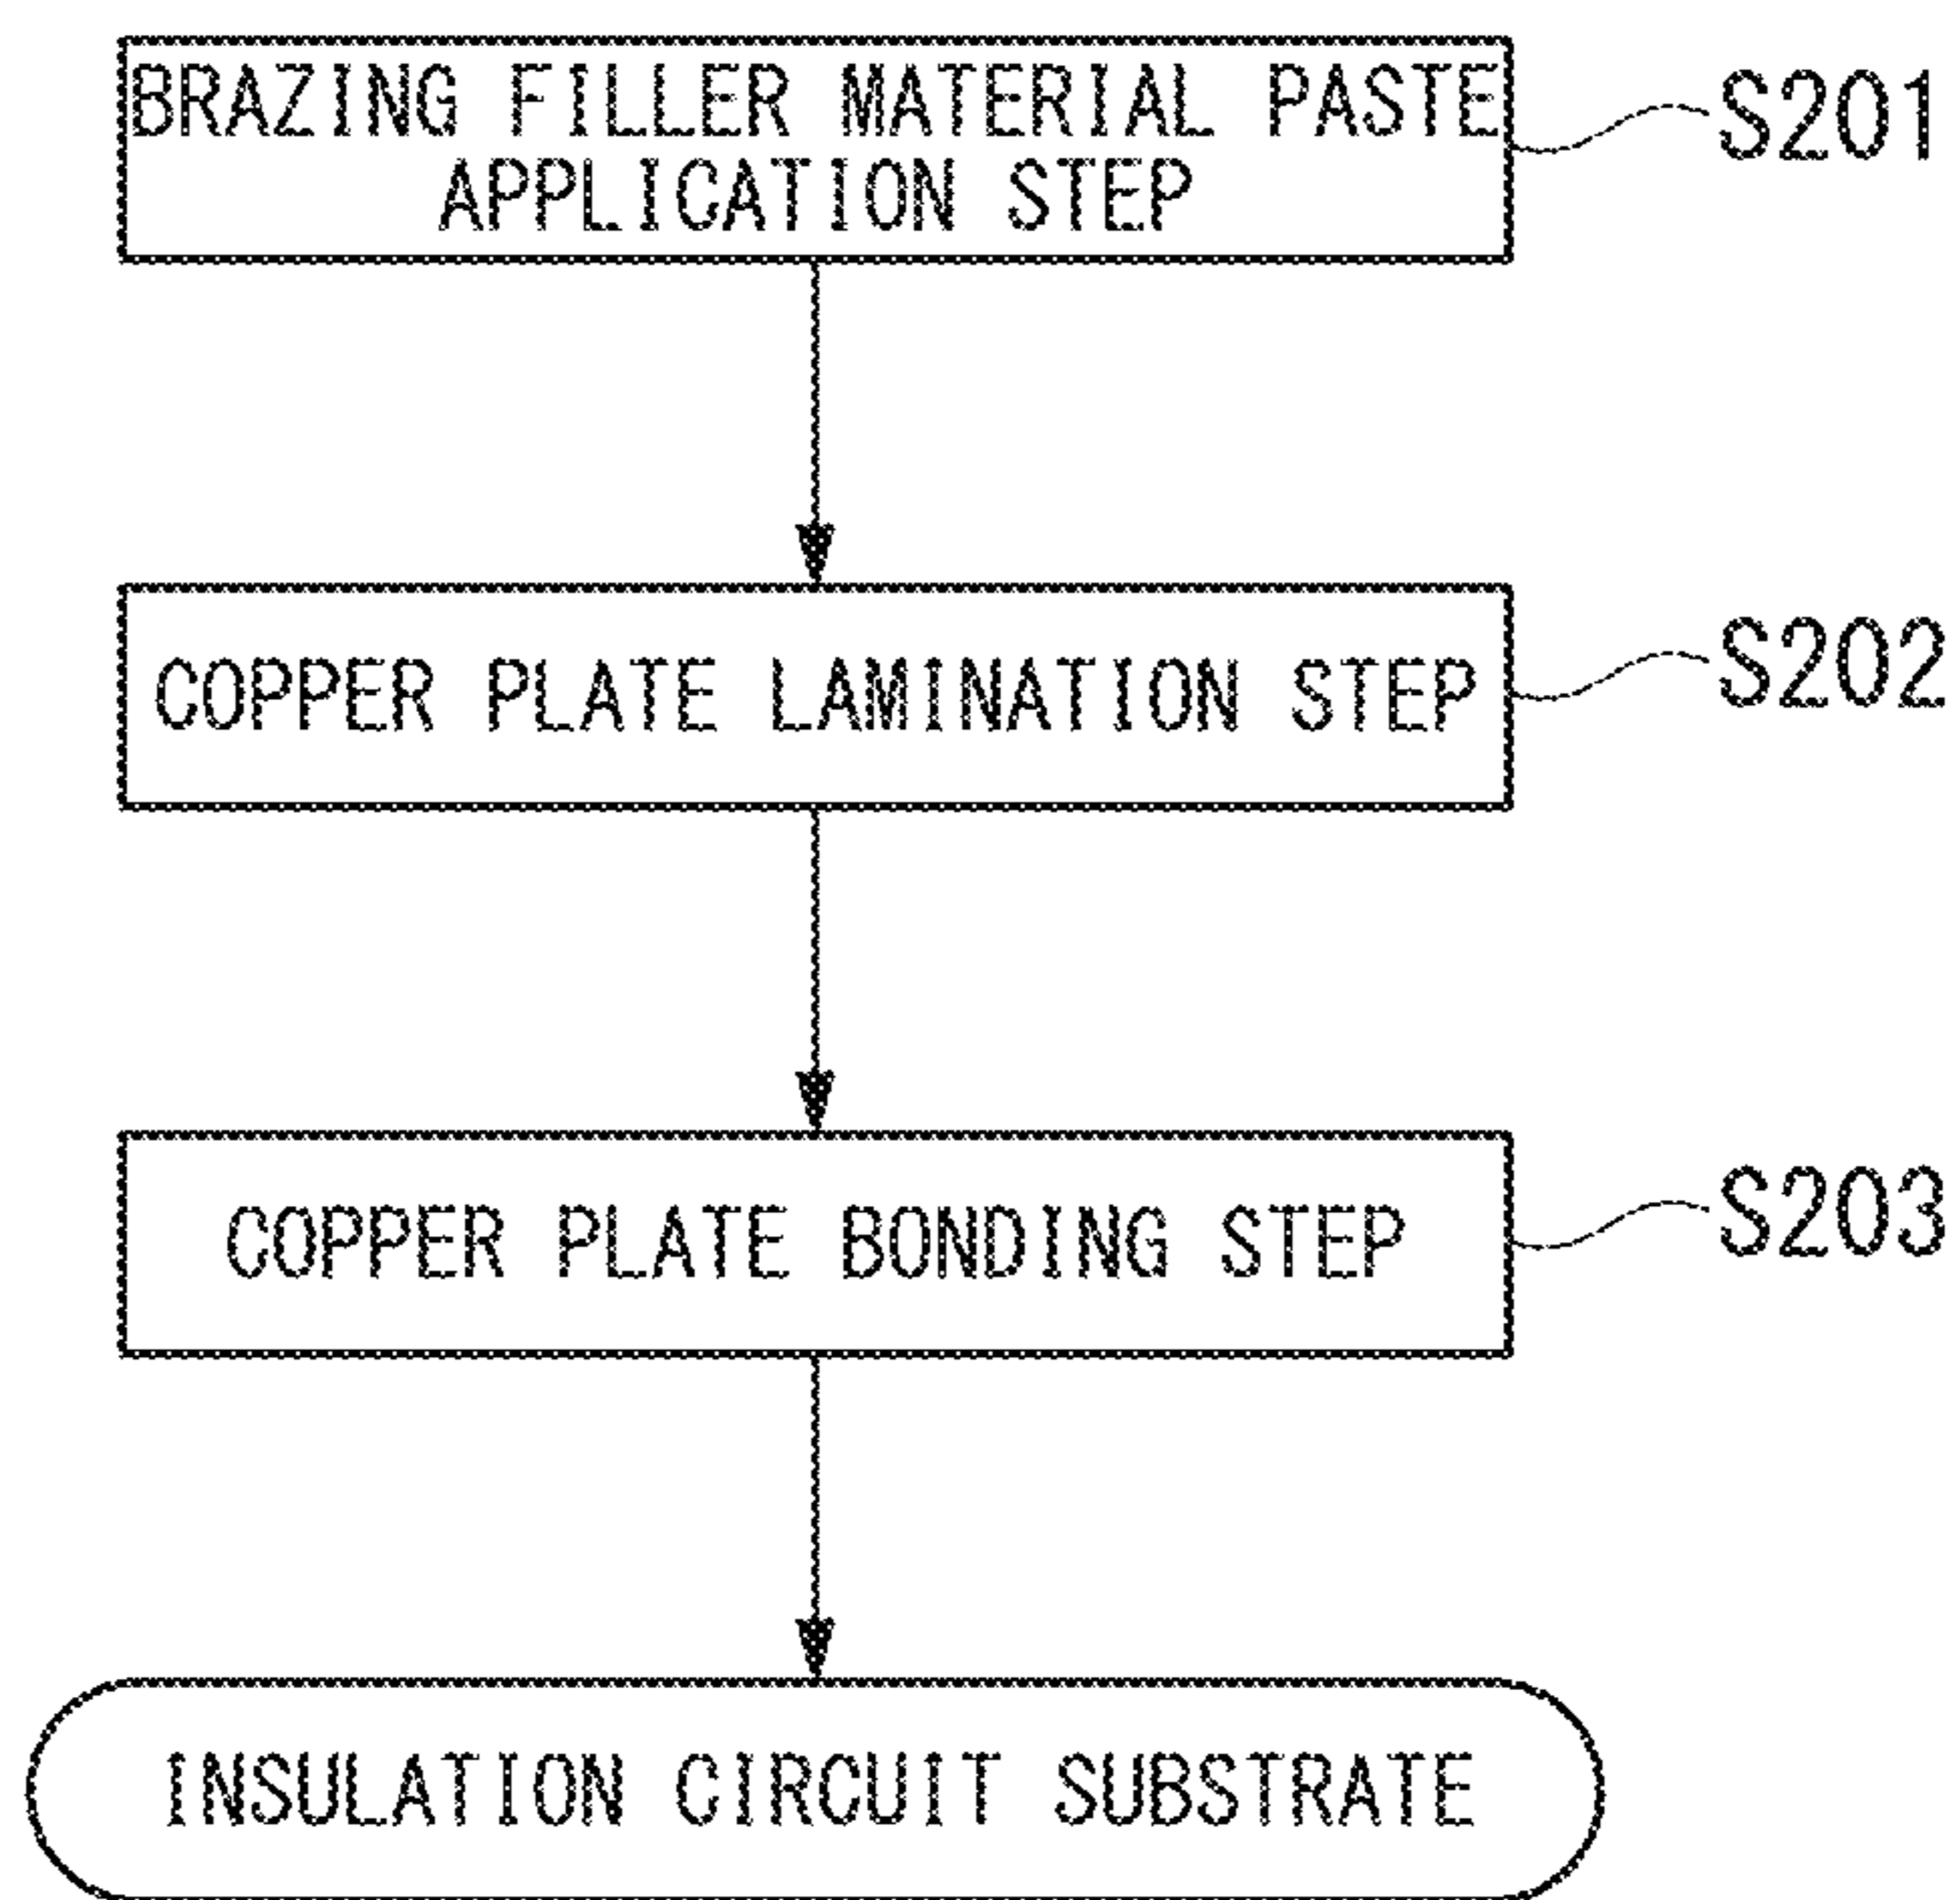 BRAZING FILLER MATERIAL PASTE
APPLICATION STEP
S201
COPPER PLATE LAMINATION STEP
S202
COPPER PLATE BONDING STEP
S203
INSULATION CIRCUIT SUBSTRATE